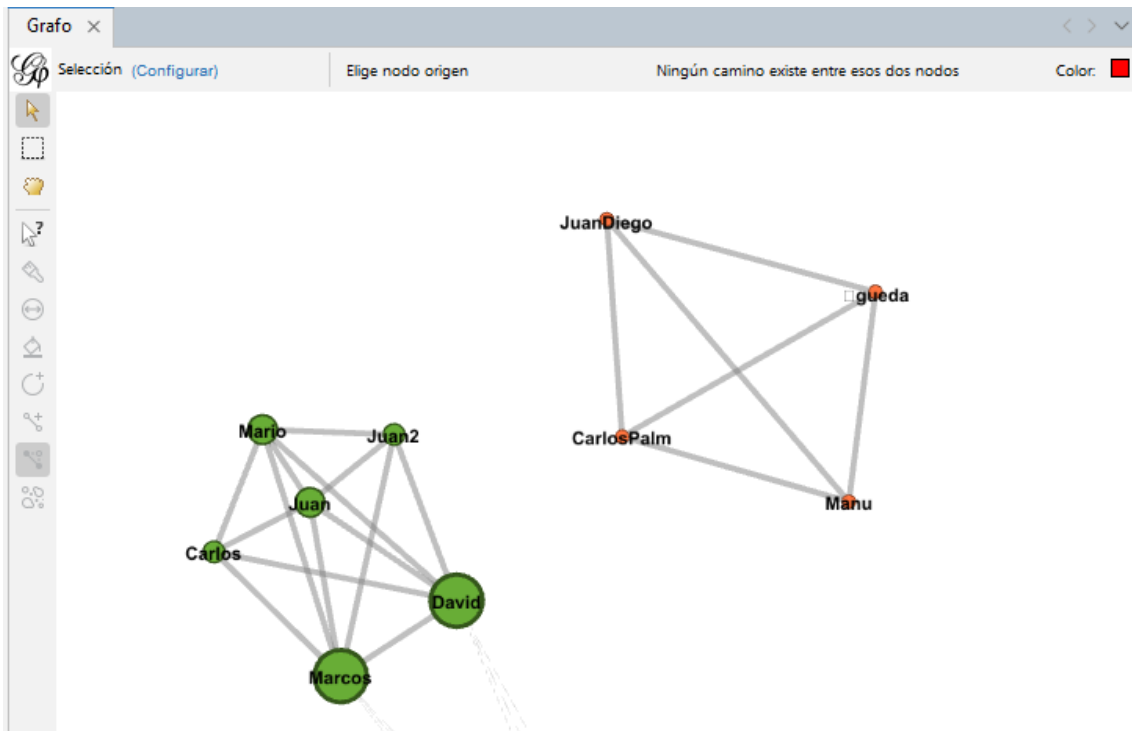 Grafo
Selección (Configurar) Elige nodo origen Ningún camino existe entre esos dos nodos Color:
JuanDiego
□gueda
Mario
Juan2
CarlosPalm
Juan
Manu
Carlos
David
Marcos